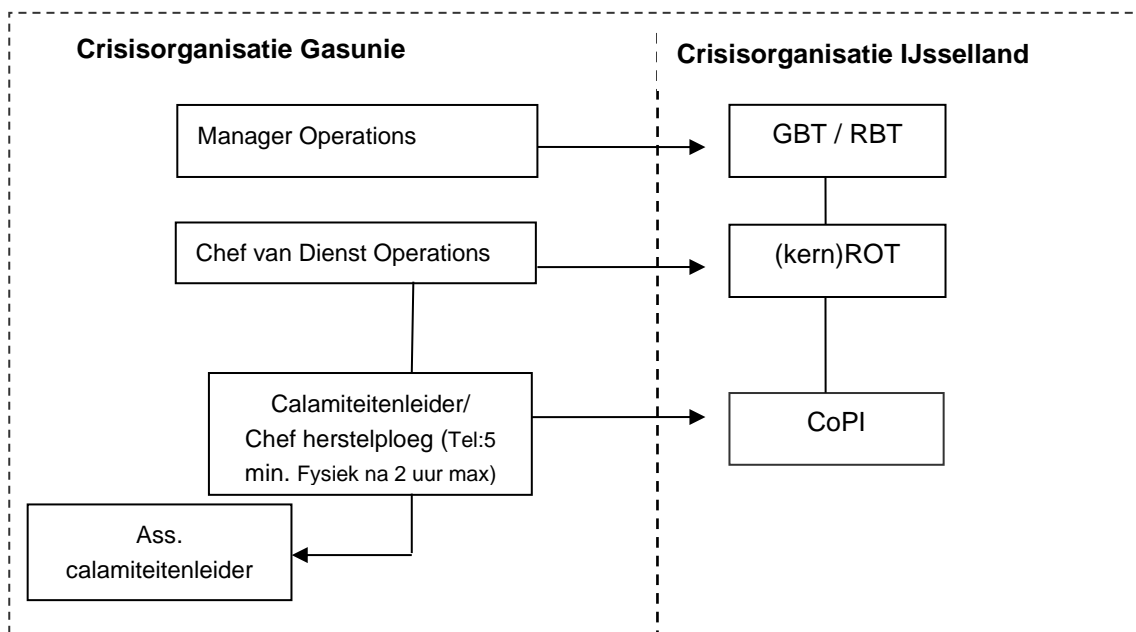 Crisisorganisatie Gasunie
Crisisorganisatie IJsselland
Manager Operations
GBT / RBT
Chef van Dienst Operations
(kern)ROT
Calamiteitenleider/
Chef herstelploeg (Tel:5
min. Fysiek na 2 uur max)
CoPI
Ass.
calamiteitenleider